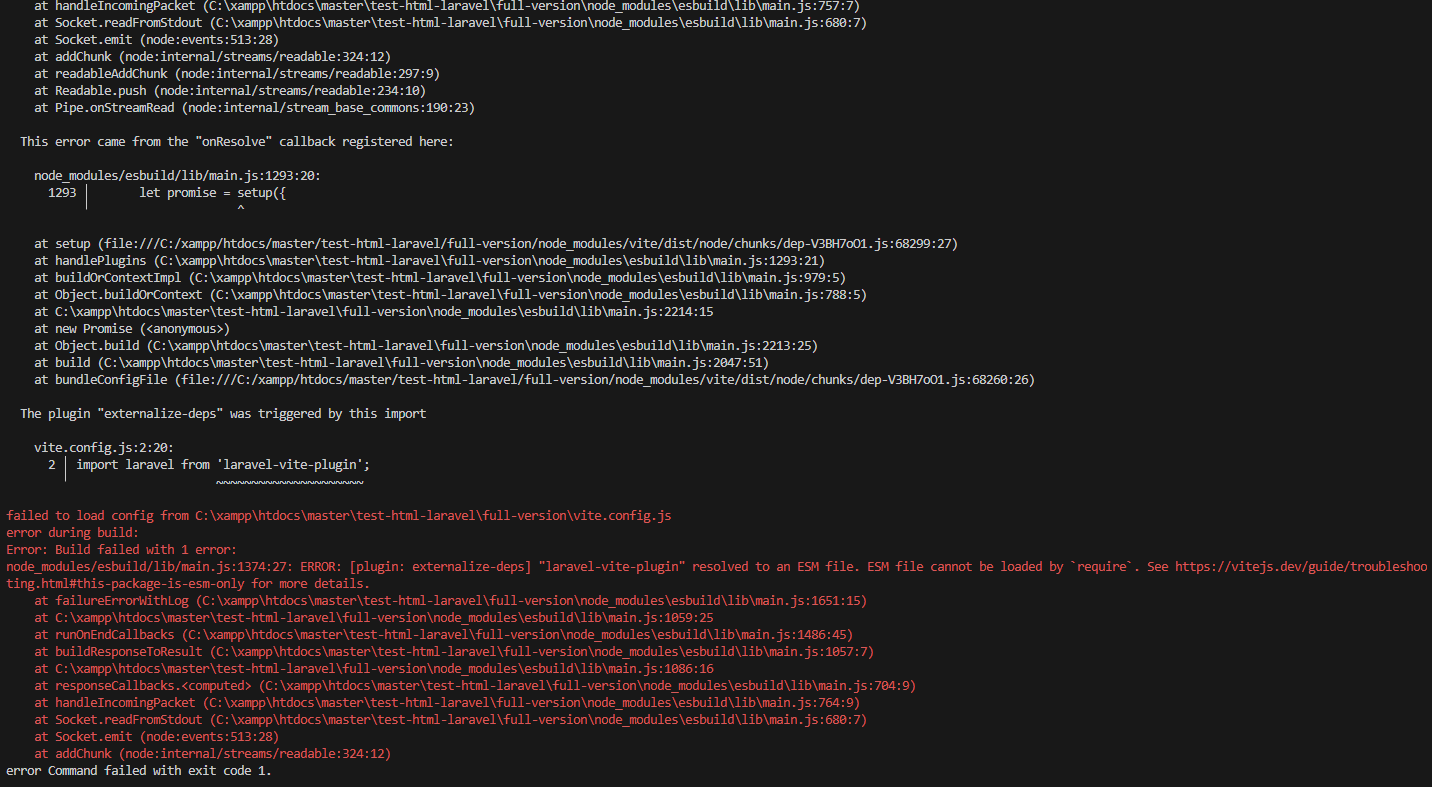 at handleIncomingPacket (C:\xampp\htdocs\master\test-html-laravel\full-version\node_modules\esbuild\lib\main.js:757:7)
at Socket.readFromStdout (C:\xampp\htdocs\master\test-html-laravel\full-version\node_modules\esbuild\lib\main.js:680:7)
at Socket.emit (node:events:513:28)
at addChunk (node:internal/streams/readable:324:12)
at readableAddChunk (node:internal/streams/readable:297:9)
at Readable.push (node:internal/streams/readable:234:10)
at Pipe.onStreamRead (node:internal/stream_base_commons:190:23)
This error came from the "onResolve" callback registered here:
node_modules/esbuild/lib/main.js:1293:20:
1293 │ let promise = setup({
│ ^
at setup (file:///C:/xampp/htdocs/master/test-html-laravel/full-version/node_modules/vite/dist/node/chunks/dep-V3BH7oO1.js:68299:27)
at handlePlugins (C:\xampp\htdocs\master\test-html-laravel\full-version\node_modules\esbuild\lib\main.js:1293:21)
at buildOrContextImpl (C:\xampp\htdocs\master\test-html-laravel\full-version\node_modules\esbuild\lib\main.js:979:5)
at Object.buildOrContext (C:\xampp\htdocs\master\test-html-laravel\full-version\node_modules\esbuild\lib\main.js:788:5)
at C:\xampp\htdocs\master\test-html-laravel\full-version\node_modules\esbuild\lib\main.js:2214:15
at new Promise (<anonymous>)
at Object.build (C:\xampp\htdocs\master\test-html-laravel\full-version\node_modules\esbuild\lib\main.js:2213:25)
at build (C:\xampp\htdocs\master\test-html-laravel\full-version\node_modules\esbuild\lib\main.js:2047:51)
at bundleConfigFile (file:///C:/xampp/htdocs/master/test-html-laravel/full-version/node_modules/vite/dist/node/chunks/dep-V3BH7oO1.js:68260:26)
The plugin "externalize-deps" was triggered by this import
vite.config.js:2:20:
2 │ import laravel from 'laravel-vite-plugin';
│ ~~~~~~~~~~~~~~~~~~~~~
failed to load config from C:\xampp\htdocs\master\test-html-laravel\full-version\vite.config.js
error during build:
Error: Build failed with 1 error:
node_modules/esbuild/lib/main.js:1374:27: ERROR: [plugin: externalize-deps] "laravel-vite-plugin" resolved to an ESM file. ESM file cannot be loaded by `require`. See https://vitejs.dev/guide/troubleshoo
ting.html#this-package-is-esm-only for more details.
at failureErrorWithLog (C:\xampp\htdocs\master\test-html-laravel\full-version\node_modules\esbuild\lib\main.js:1651:15)
at C:\xampp\htdocs\master\test-html-laravel\full-version\node_modules\esbuild\lib\main.js:1059:25
at runOnEndCallbacks (C:\xampp\htdocs\master\test-html-laravel\full-version\node_modules\esbuild\lib\main.js:1486:45)
at buildResponseToResult (C:\xampp\htdocs\master\test-html-laravel\full-version\node_modules\esbuild\lib\main.js:1057:7)
at C:\xampp\htdocs\master\test-html-laravel\full-version\node_modules\esbuild\lib\main.js:1086:16
at responseCallbacks.<computed> (C:\xampp\htdocs\master\test-html-laravel\full-version\node_modules\esbuild\lib\main.js:704:9)
at handleIncomingPacket (C:\xampp\htdocs\master\test-html-laravel\full-version\node_modules\esbuild\lib\main.js:764:9)
at Socket.readFromStdout (C:\xampp\htdocs\master\test-html-laravel\full-version\node_modules\esbuild\lib\main.js:680:7)
at Socket.emit (node:events:513:28)
at addChunk (node:internal/streams/readable:324:12)
error Command failed with exit code 1.